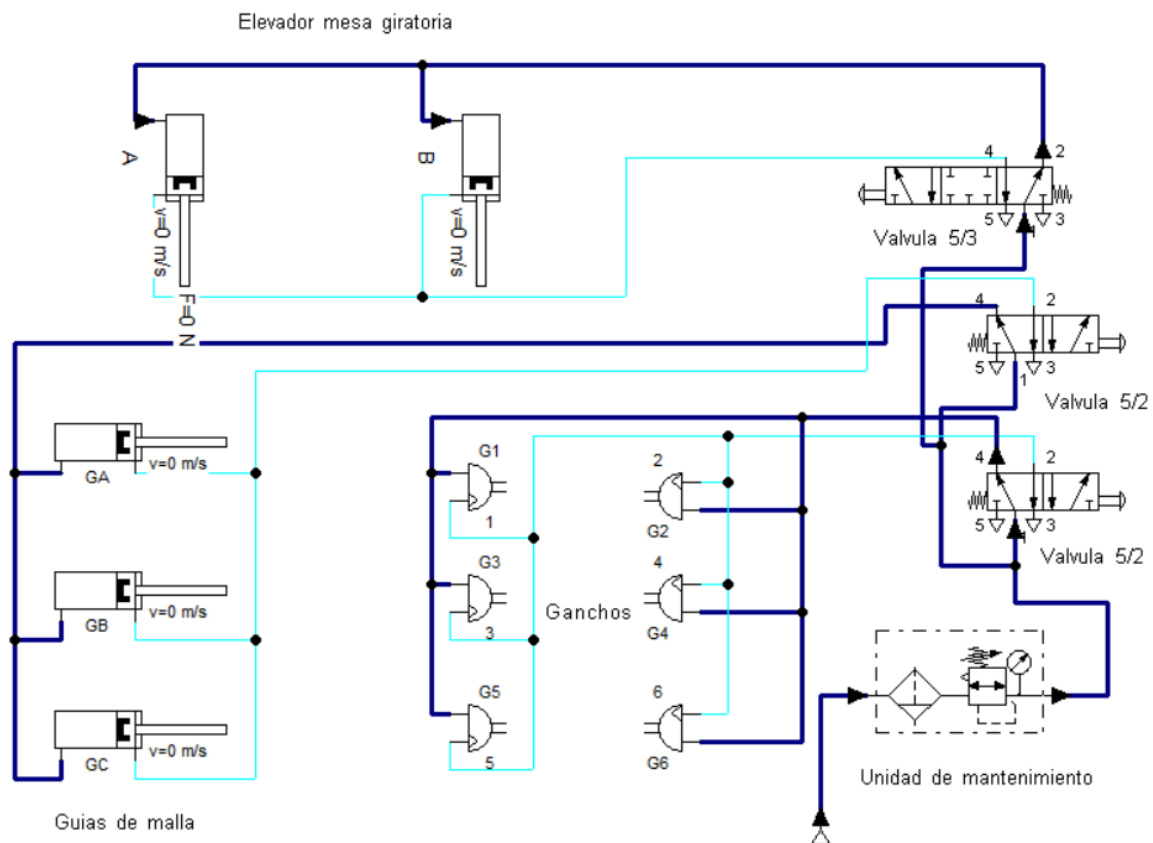 Elevador mesa giratoria
A
B
v=0 m/s
v=0 m/s
F=0 N
4
2
5
3
Valvula 5/3
4
2
5
3
1
Valvula 5/2
4
2
5
3
Valvula 5/2
GA
v=0 m/s
GB
v=0 m/s
GC
v=0 m/s
Guias de malla
G1
1
G3
3
G5
5
Ganchos
2
G2
4
G4
6
G6
Unidad de mantenimiento